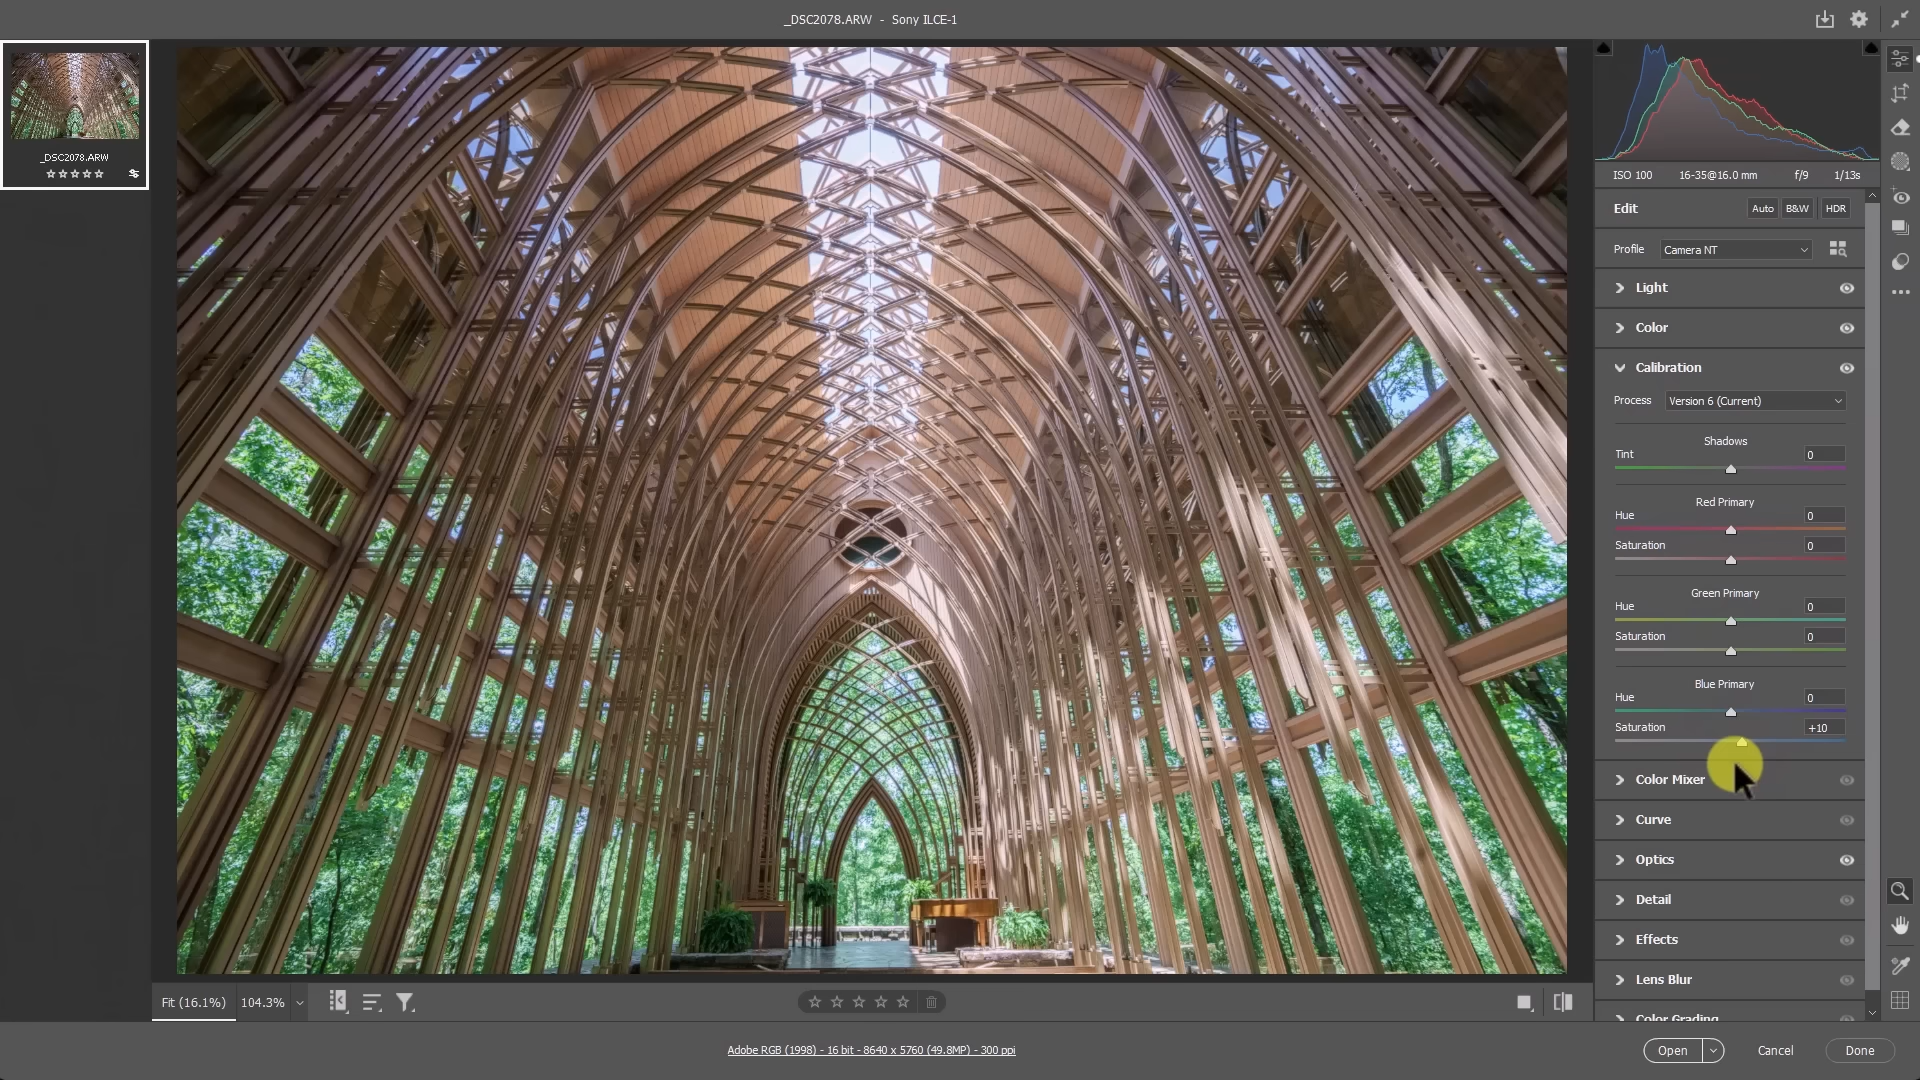 _DSC2078.ARW - Sony ILCE-1
_DSC2078.ARW
ISO 100 16-35@16.0 mm f/9 1/13s
Edit Auto B&W HDR
Profile Camera NT
Light
Color
Calibration
Process Version 6 (Current)
Shadows
Tint 0
Red Primary
Hue 0
Saturation 0
Green Primary
Hue 0
Saturation 0
Blue Primary
Hue 0
Saturation +10
Color Mixer
Curve
Optics
Detail
Effects
Lens Blur
Color Grading
Fit (16.1%) 104.3%
Adobe RGB (1998) - 16 bit - 8640 x 5760 (49.8MP) - 300 ppi
Open Cancel Done